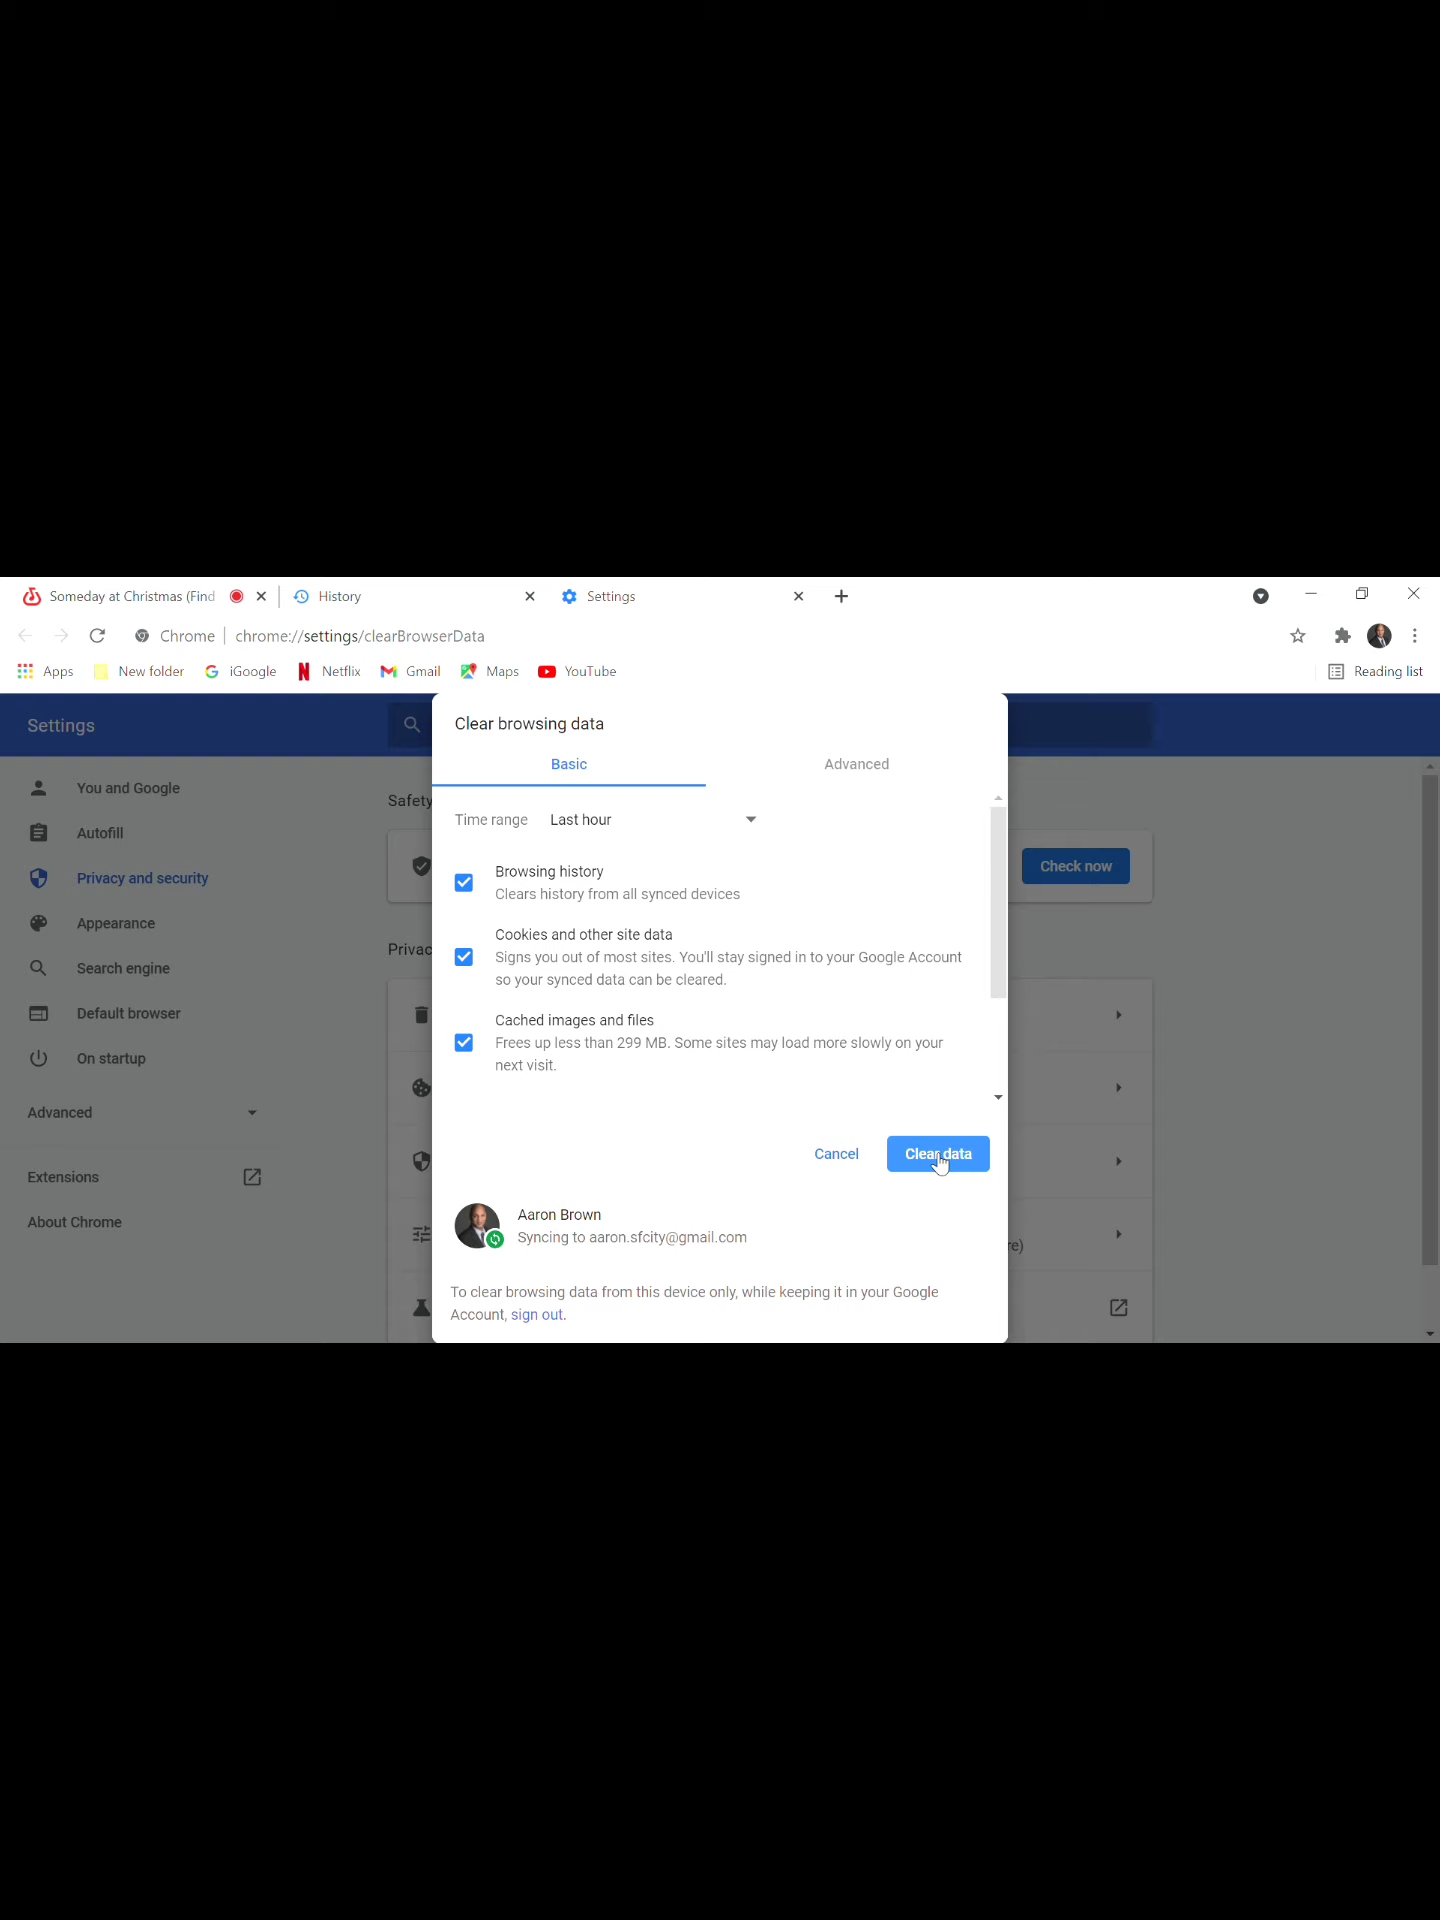 Someday at Christmas (Find
History
Settings
Chrome | chrome://settings/clearBrowserData
Apps
New folder
iGoogle
Netflix
Gmail
Maps
YouTube
Reading list
Settings
You and Google
Autofill
Privacy and security
Appearance
Search engine
Default browser
On startup
Advanced
Extensions
About Chrome
Safety
Check now
Privac
re)
Clear browsing data
Basic
Advanced
Time range
Last hour
Browsing history
Clears history from all synced devices
Cookies and other site data
Signs you out of most sites. You'll stay signed in to your Google Account
so your synced data can be cleared.
Cached images and files
Frees up less than 299 MB. Some sites may load more slowly on your
next visit.
Cancel
Clear data
Aaron Brown
Syncing to aaron.sfcity@gmail.com
To clear browsing data from this device only, while keeping it in your Google
Account, sign out.